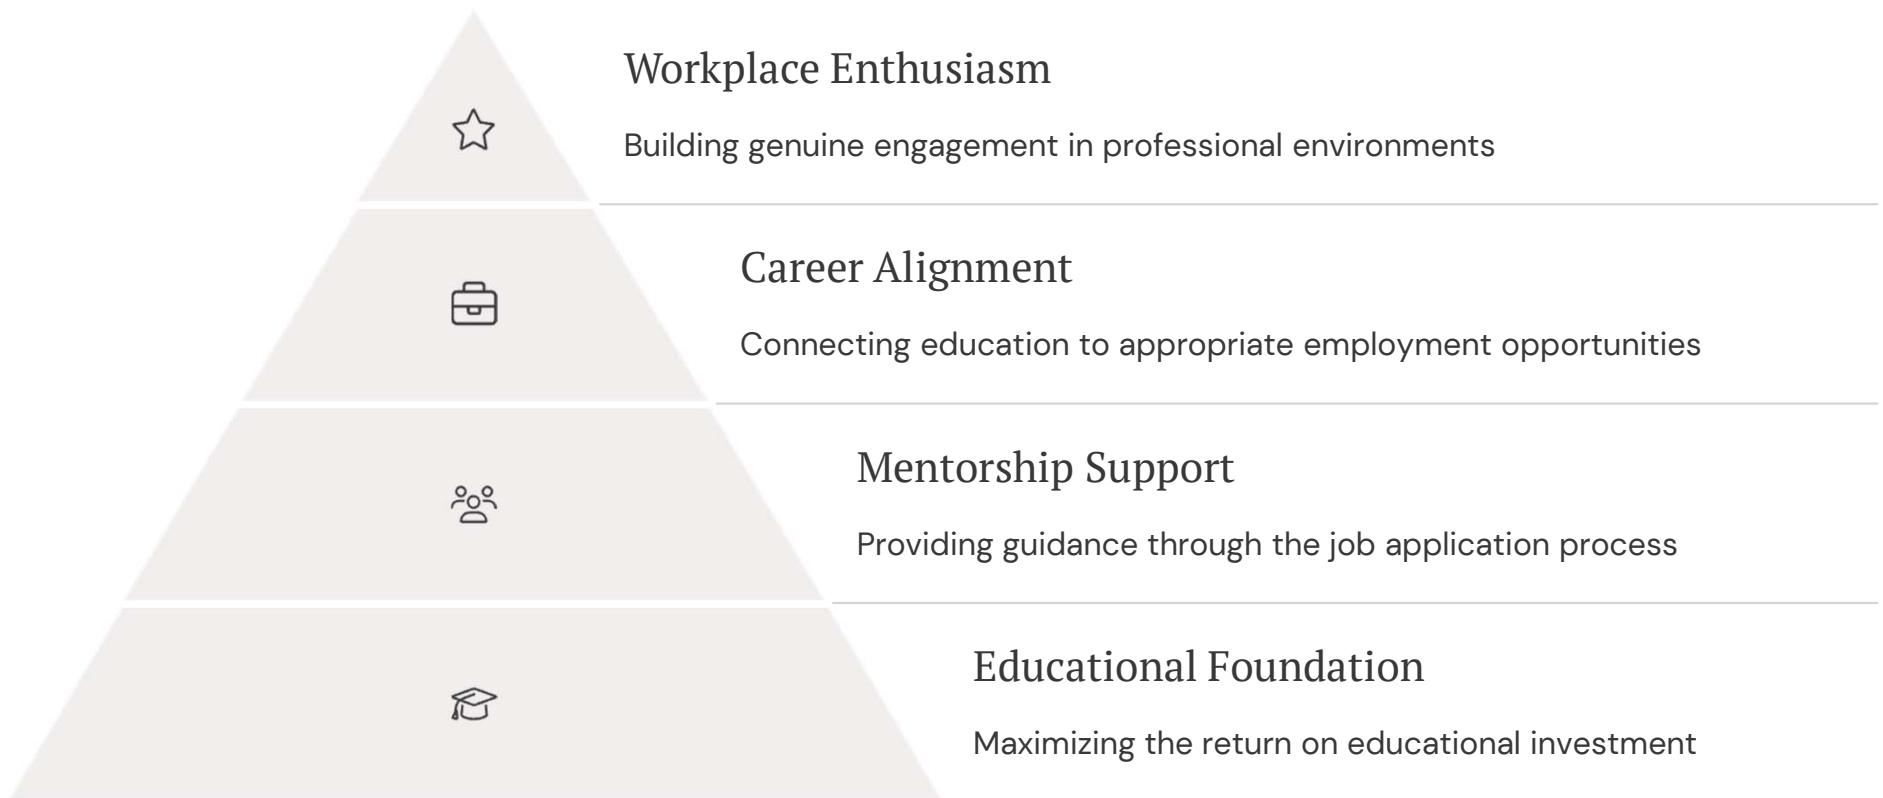 Workplace Enthusiasm
Building genuine engagement in professional environments
Career Alignment
Connecting education to appropriate employment opportunities
Mentorship Support
Providing guidance through the job application process
Educational Foundation
Maximizing the return on educational investment